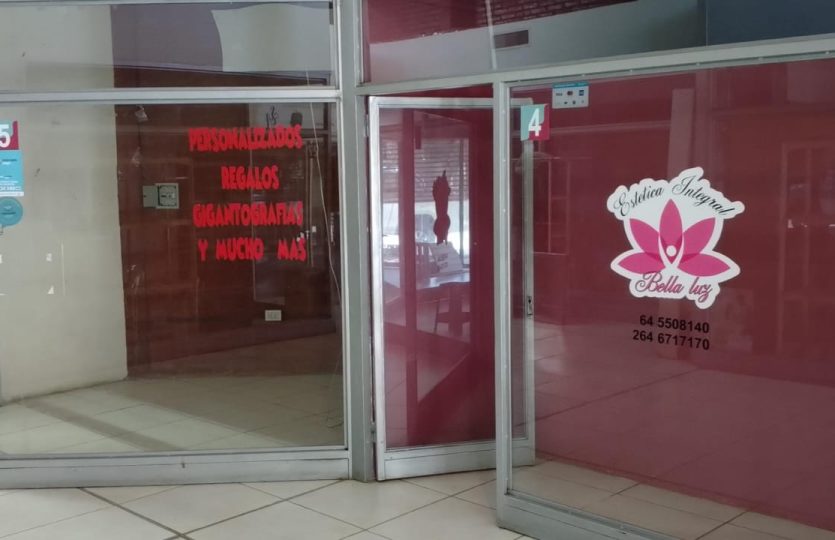 5
PERSONALIZADOS
REGALOS
GIGANTOGRAFIAS
Y MUCHO MAS
4
Estetica Integral
Bella luz
64 5508140
264 6717170